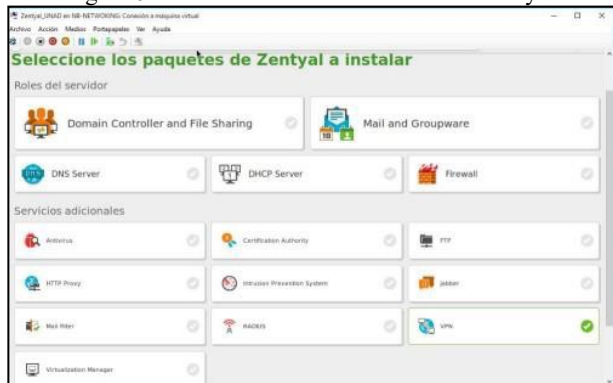 Zentyal_UNAD en NB-NETWOKING: Conexión a máquina virtual
Archivo Acción Medios Portapapeles Ver Ayuda
Seleccione los paquetes de Zentyal a instalar
Roles del servidor
Domain Controller and File Sharing
Mail and Groupware
DNS Server
DHCP Server
Firewall
Servicios adicionales
Antivirus
Certification Authority
FTP
HTTP Proxy
Intrusion Prevention System
Jabber
Mail Filter
RADIUS
VPN
Virtualization Manager